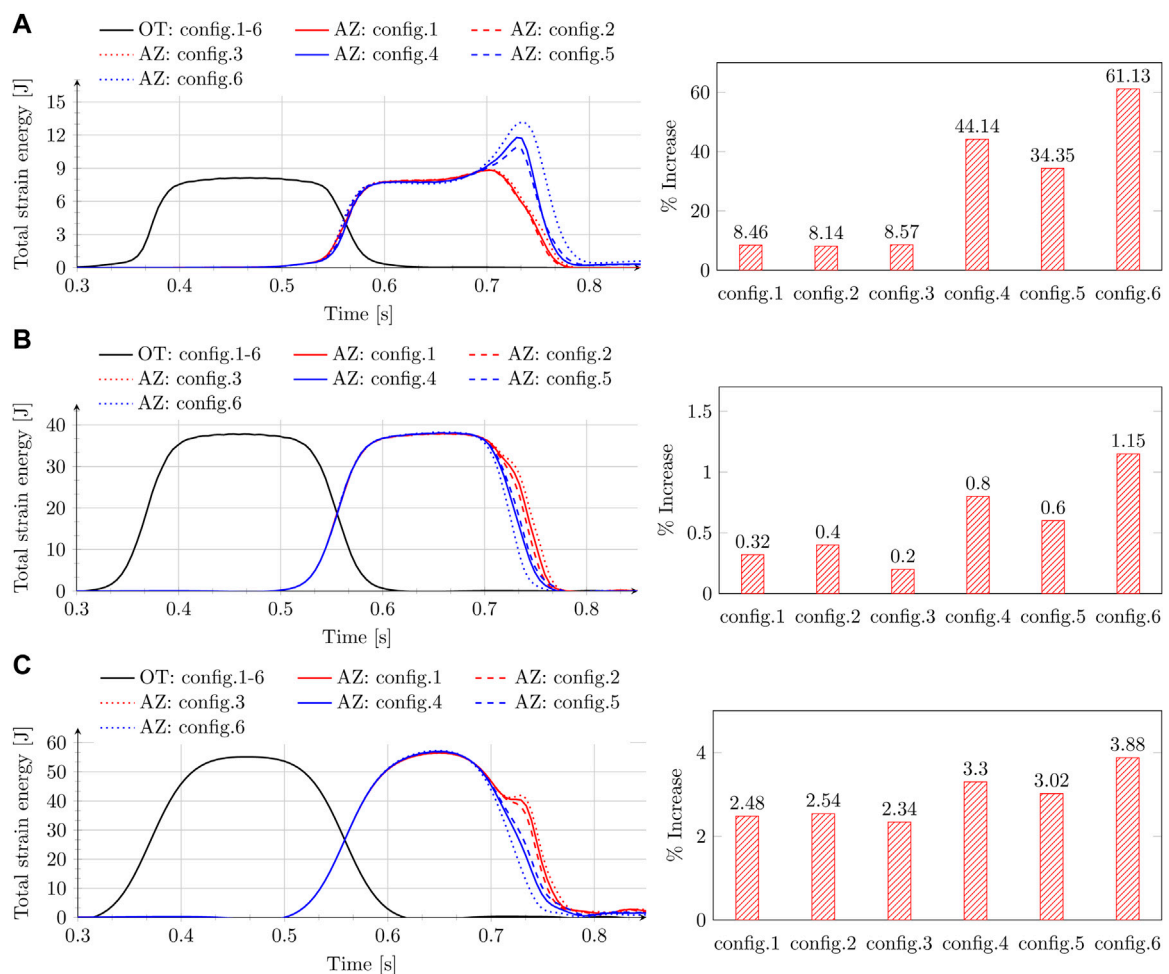 A
OT: config.1-6 AZ: config.1 AZ: config.2
AZ: config.3 AZ: config.4 AZ: config.5
AZ: config.6
Total strain energy [J]
15
12
9
6
3
0
0.3 0.4 0.5 0.6 0.7 0.8
Time [s]
% Increase
60
40
20
0
8.46 8.14 8.57 44.14 34.35 61.13
config.1 config.2 config.3 config.4 config.5 config.6
B
OT: config.1-6 AZ: config.1 AZ: config.2
AZ: config.3 AZ: config.4 AZ: config.5
AZ: config.6
Total strain energy [J]
40
30
20
10
0
0.3 0.4 0.5 0.6 0.7 0.8
Time [s]
% Increase
1.5
1
0.5
0
0.32 0.4 0.2 0.8 0.6 1.15
config.1 config.2 config.3 config.4 config.5 config.6
C
OT: config.1-6 AZ: config.1 AZ: config.2
AZ: config.3 AZ: config.4 AZ: config.5
AZ: config.6
Total strain energy [J]
60
50
40
30
20
10
0
0.3 0.4 0.5 0.6 0.7 0.8
Time [s]
% Increase
4
2
0
2.48 2.54 2.34 3.3 3.02 3.88
config.1 config.2 config.3 config.4 config.5 config.6